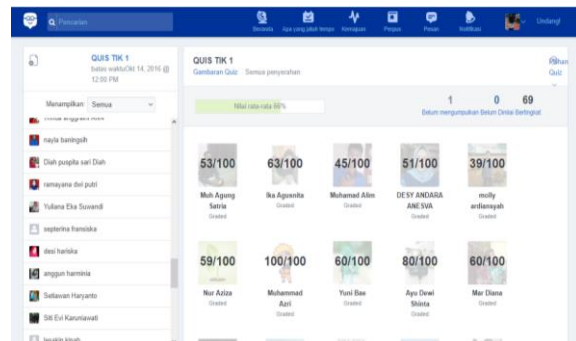 Pencarian
Beranda
Apa yang jatuh tempo
Kemajuan
Perpus
Pesan
Notifikasi
Undang!
QUIS TIK 1
batas waktuOkt 14, 2016 @
12:00 PM
Menampilkan: Semua
nayla baningsih
Diah puspita sari Diah
ramayana dwi putri
Yuliana Eka Suwandi
septerina fransiska
desi hariska
anggun harminia
Setiawan Haryanto
Siti Evi Karuniawati
QUIS TIK 1
Gambaran Quiz
Semua penyerahan
Pilihan
Quiz
Nilai rata-rata 66%
1
Belum mengumpulkan
0
Belum Dinilai
69
Bertingkat
53/100
63/100
45/100
51/100
39/100
Muh Agung
Satria
Graded
Ika Agusnita
Graded
Muhamad Alim
Graded
DESY ANDARA
ANESVA
Graded
molly
ardiansyah
Graded
59/100
100/100
60/100
80/100
60/100
Nur Aziza
Graded
Muhammad
Azri
Graded
Yuni Bae
Graded
Ayu Dewi
Shinta
Graded
Mar Diana
Graded